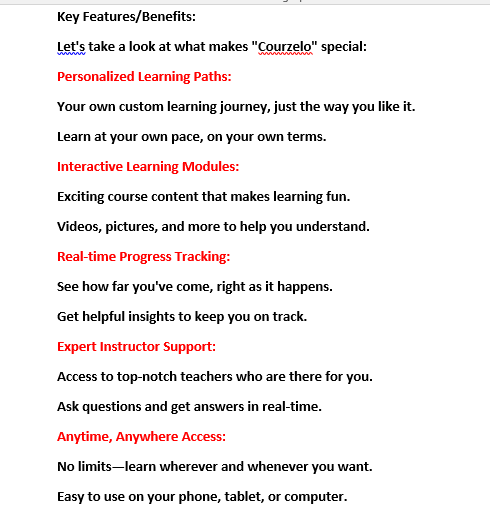 Key Features/Benefits:
Let's take a look at what makes "Courzelo" special:
Personalized Learning Paths:
Your own custom learning journey, just the way you like it.
Learn at your own pace, on your own terms.
Interactive Learning Modules:
Exciting course content that makes learning fun.
Videos, pictures, and more to help you understand.
Real-time Progress Tracking:
See how far you've come, right as it happens.
Get helpful insights to keep you on track.
Expert Instructor Support:
Access to top-notch teachers who are there for you.
Ask questions and get answers in real-time.
Anytime, Anywhere Access:
No limits—learn wherever and whenever you want.
Easy to use on your phone, tablet, or computer.